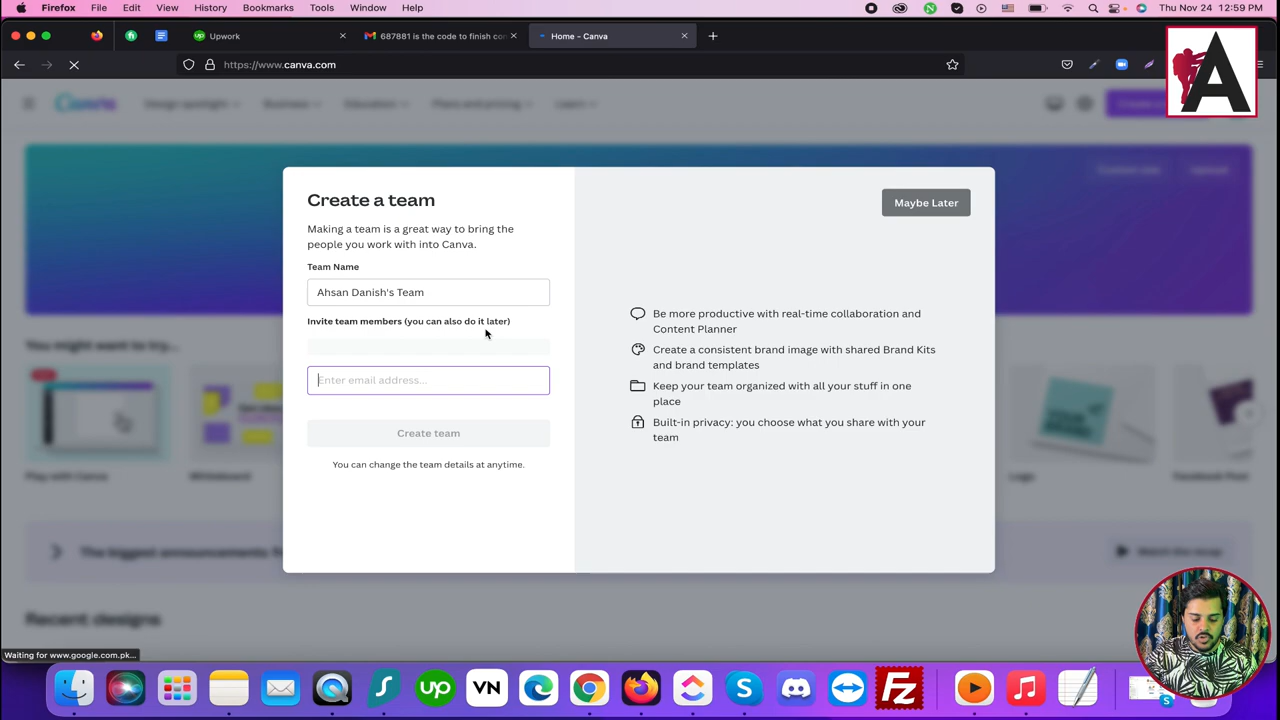 Firefox File Edit View History Bookmarks Tools Window Help Thu Nov 24 12:59 PM
Upwork 687881 is the code to finish con Home - Canva
https://www.canva.com
A
Canva Design spotlight Business Education Plans and pricing Learn
Create a team
Maybe Later
Making a team is a great way to bring the
people you work with into Canva.
Team Name
Ahsan Danish's Team
Invite team members (you can also do it later)
Enter email address...
Create team
You can change the team details at anytime.
Be more productive with real-time collaboration and
Content Planner
Create a consistent brand image with shared Brand Kits
and brand templates
Keep your team organized with all your stuff in one
place
Built-in privacy: you choose what you share with your
team
Custom size Upload
You might want to try...
Play with Canva Whiteboard Logo Facebook Post
The biggest announcements Watch the recap
Recent designs
Waiting for www.google.com.pk...
up VN Fz